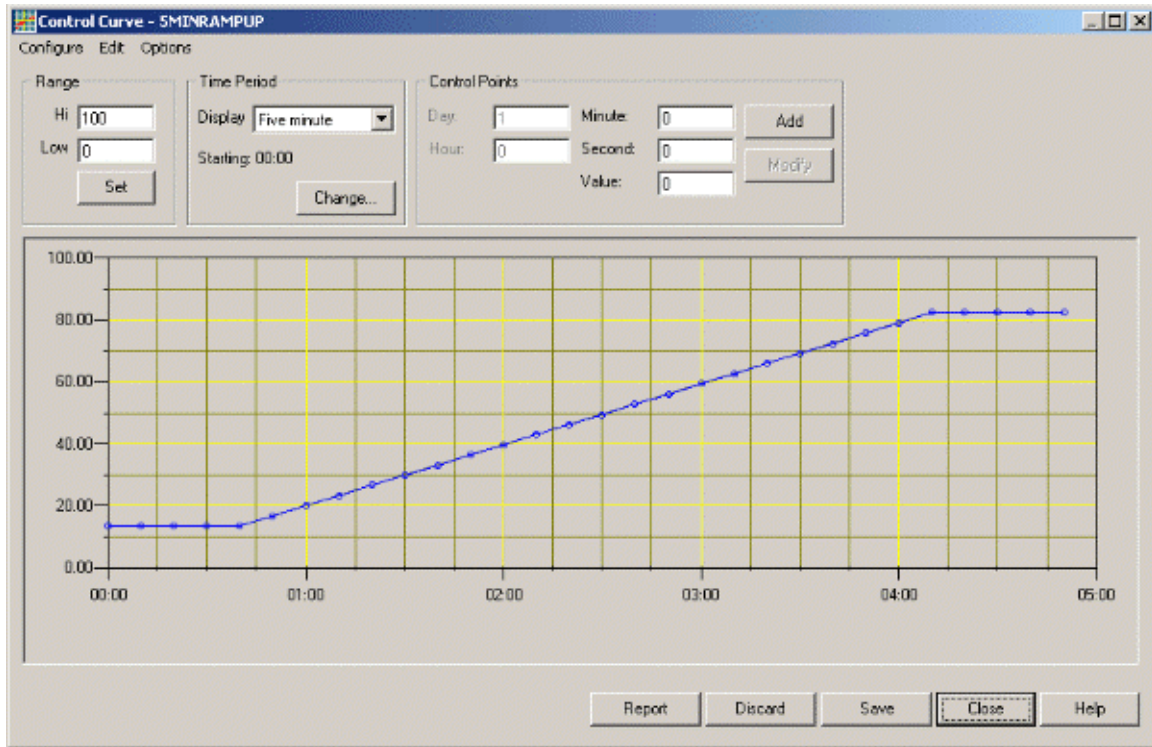 Control Curve - 5MINRAMPUP
Configure Edit Options
Range
Hi 100
Low 0
Set
Time Period
Display Five minute
Starting: 00:00
Change...
Control Points
Day: 1 Minute: 0 Add
Hour: 0 Second: 0 Modify
Value: 0
100.00
80.00
60.00
40.00
20.00
0.00
00:00 01:00 02:00 03:00 04:00 05:00
Report Discard Save Close Help